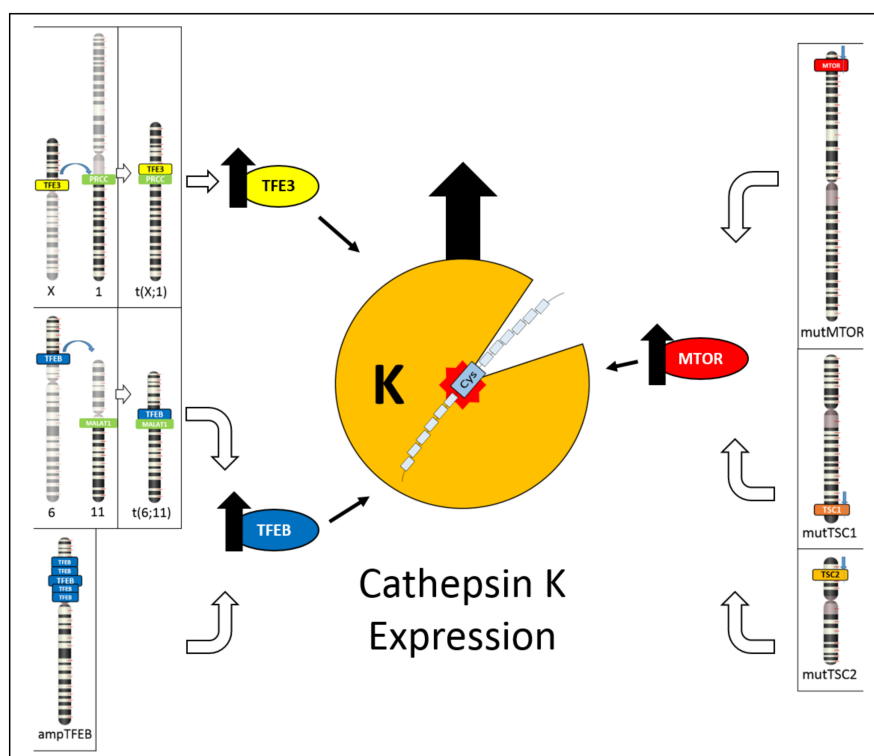 TFE3
PRCC
TFE3
PRCC
X
1
t(X;1)
TFE3
TFEB
MALAT1
TFEB
MALAT1
6
11
t(6;11)
TFEB
TFEB
TFEB
TFEB
TFEB
TFEB
ampTFEB
K
Cys
Cathepsin K
Expression
MTOR
MTOR
mutMTOR
TSC1
mutTSC1
TSC2
mutTSC2